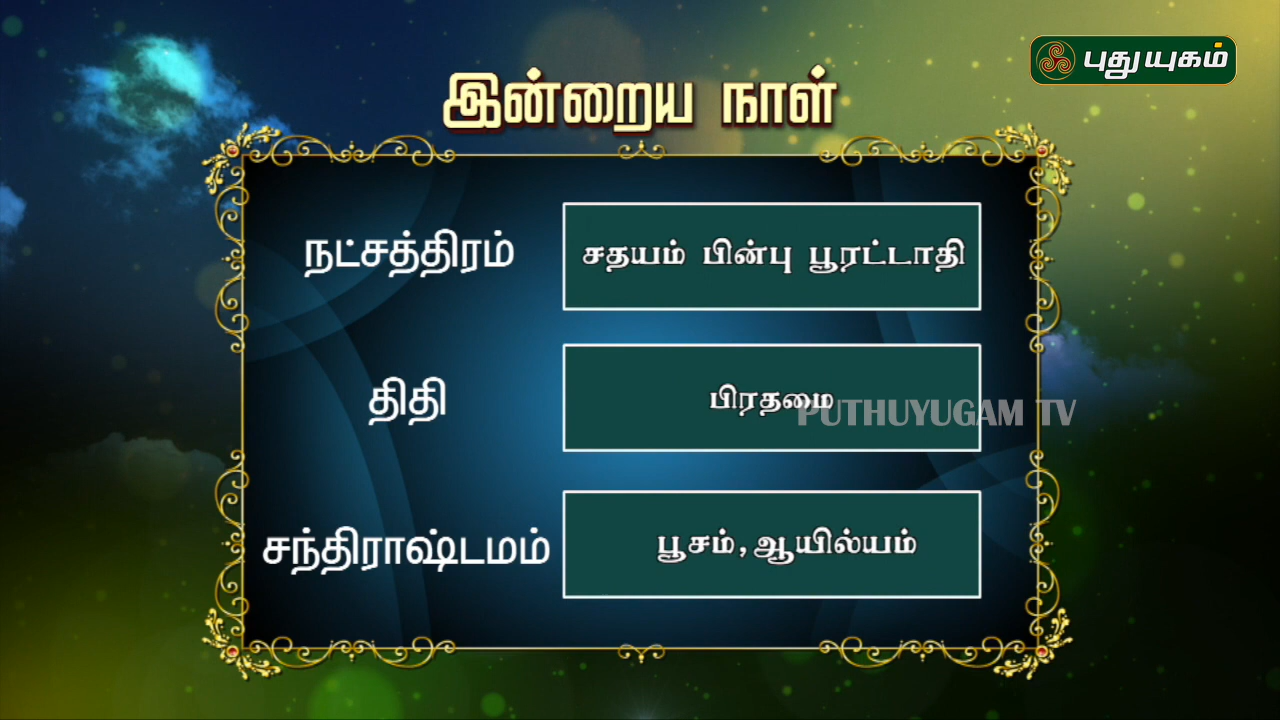 புதுயுகம்
இன்றைய நாள்
நட்சத்திரம் சதயம் பின்பு பூரட்டாதி
திதி பிரதமை
PUTHUYUGAM TV
சந்திராஷ்டமம் பூசம்,ஆயில்யம்